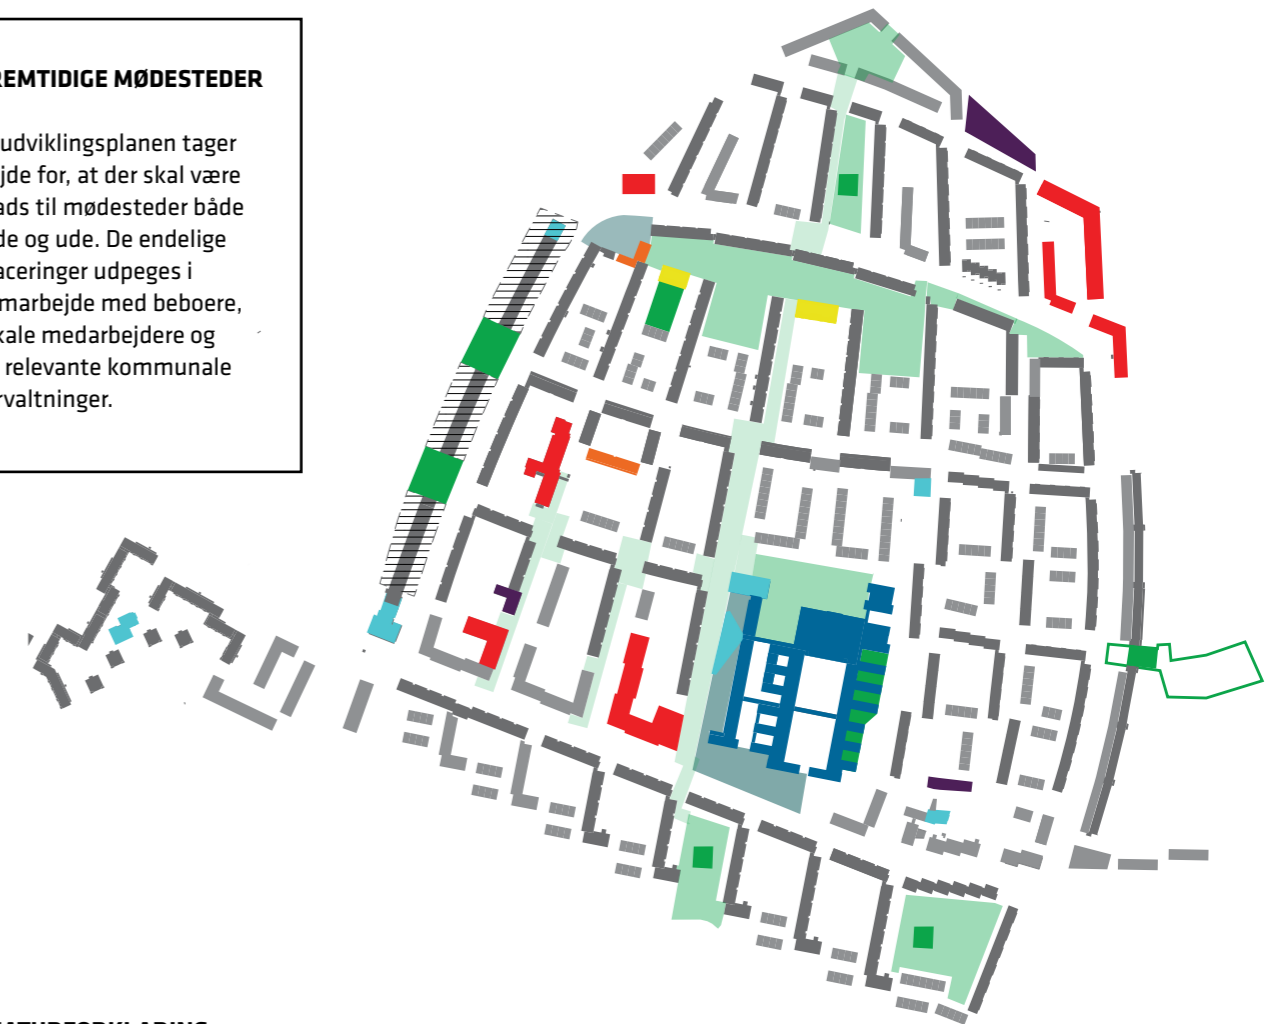 REMTIDIGE MØDESTEDER
udviklingsplanen tager
jde for, at der skal være
ads til mødesteder både
de og ude. De endelige
aceringer udpeges i
marbejde med beboere,
kale medarbejdere og
relevante kommunale
rvaltninger.